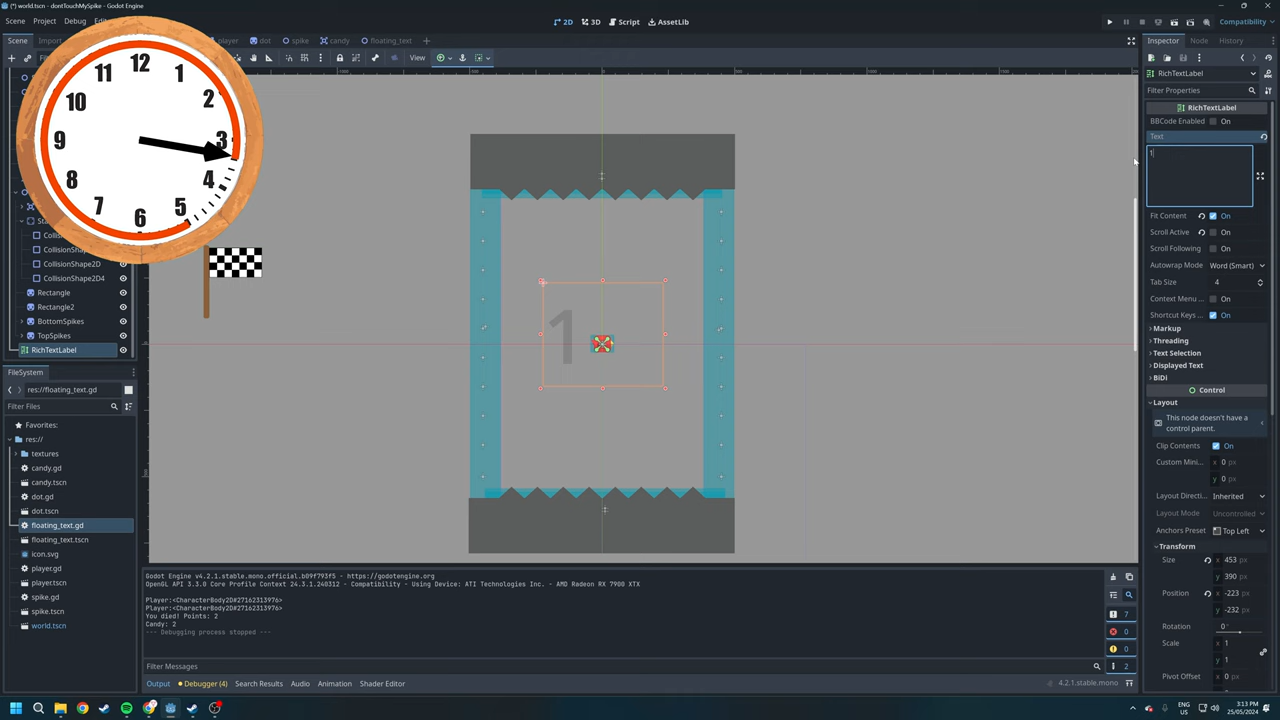 (*) world.tscn - dontTouchMySpike - Godot Engine
Scene Project Debug
2D 3D Script AssetLib
Compatibility
Scene Import
player dot spike candy floating_text
View
12
1
2
3
4
5
6
7
8
9
10
11
CollisionShape2D
CollisionShape2D4
Rectangle
Rectangle2
BottomSpikes
TopSpikes
RichTextLabel
FileSystem
res://floating_text.gd
Filter Files
Favorites:
res://
textures
candy.gd
candy.tscn
dot.gd
dot.tscn
floating_text.gd
floating_text.tscn
icon.svg
player.gd
player.tscn
spike.gd
spike.tscn
world.tscn
1
Godot Engine v4.2.1.stable.mono.official.b09f793f5 - https://godotengine.org
OpenGL API 3.3.0 Core Profile Context 24.3.1.240312 - Compatibility - Using Device: ATI Technologies Inc. - AMD Radeon RX 7900 XTX
Player:<CharacterBody2D#27162313976>
Player:<CharacterBody2D#27162313976>
You died! Points: 2
Candy: 2
--- Debugging process stopped ---
7
0
0
2
Filter Messages
Output Debugger (4) Search Results Audio Animation Shader Editor
4.2.1.stable.mono
Inspector Node History
RichTextLabel
Filter Properties
RichTextLabel
BBCode Enabled On
Text
1
Fit Content On
Scroll Active On
Scroll Following On
Autowrap Mode Word (Smart)
Tab Size 4
Context Menu ... On
Shortcut Keys ... On
Markup
Threading
Text Selection
Displayed Text
BiDi
Control
Layout
This node doesn't have a
control parent.
Clip Contents On
Custom Mini... x 0 px
y 0 px
Layout Directi... Inherited
Layout Mode Uncontrolled
Anchors Preset Top Left
Transform
Size x 453 px
y 390 px
Position x -223 px
y -232 px
Rotation 0 °
Scale x 1
y 1
Pivot Offset x 0 px
ENG
US
3:13 PM
25/05/2024